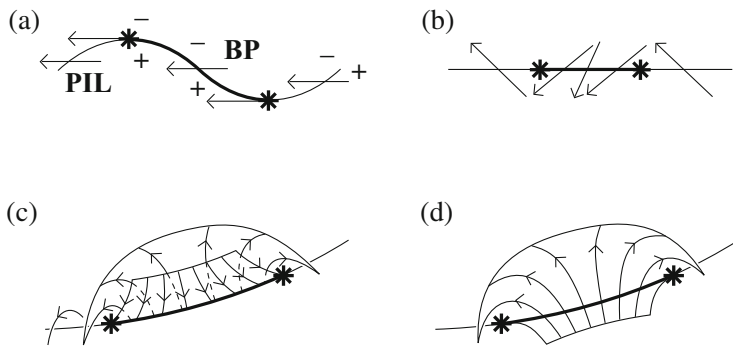 (a)
(b)
− BP
− +
PIL + − +
+
(c)
(d)